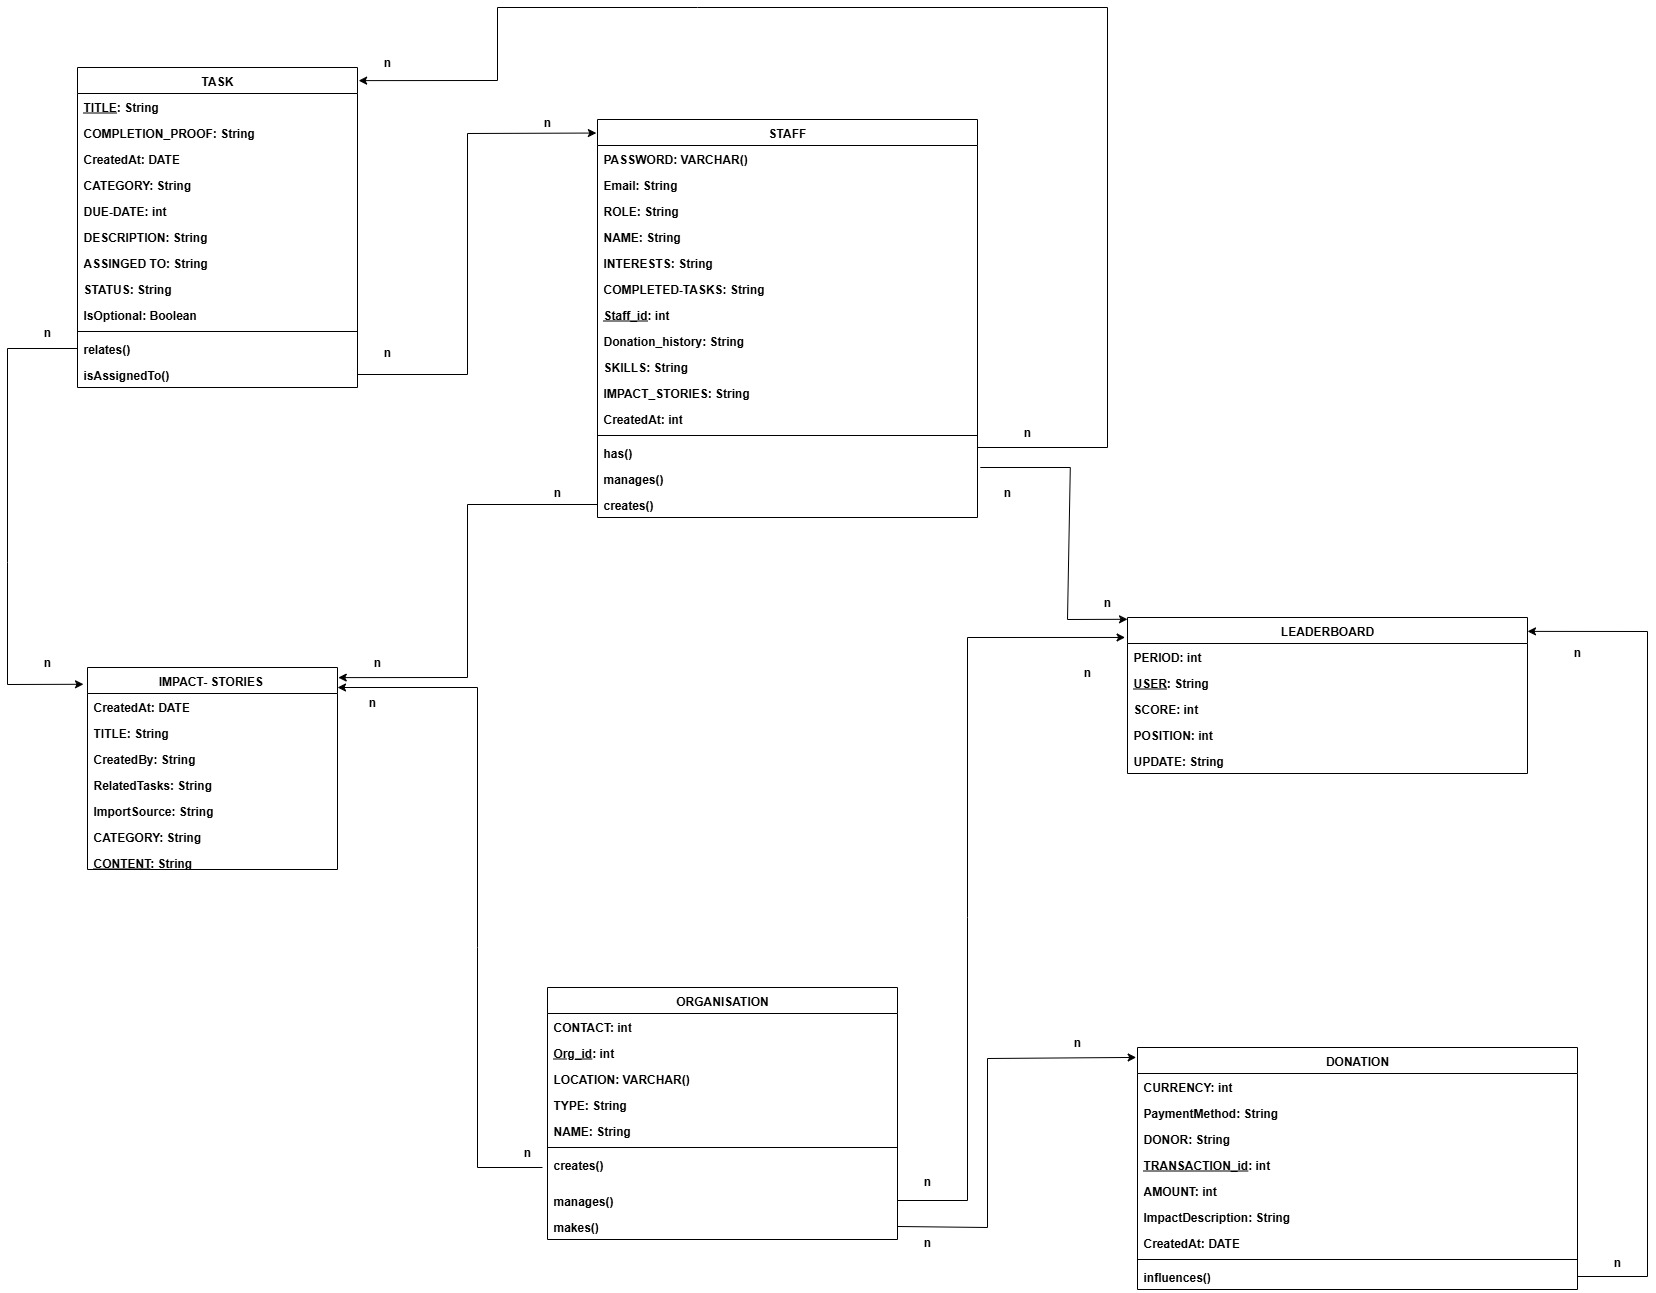 n
TASK
TITLE: String
COMPLETION_PROOF: String
CreatedAt: DATE
CATEGORY: String
DUE-DATE: int
DESCRIPTION: String
ASSINGED TO: String
STATUS: String
IsOptional: Boolean
relates()
isAssignedTo()
n
n
n
STAFF
PASSWORD: VARCHAR()
Email: String
ROLE: String
NAME: String
INTERESTS: String
COMPLETED-TASKS: String
Staff_id: int
Donation_history: String
SKILLS: String
IMPACT_STORIES: String
CreatedAt: int
has()
manages()
creates()
n
n
n
n
n
n
n
IMPACT- STORIES
CreatedAt: DATE
TITLE: String
CreatedBy: String
RelatedTasks: String
ImportSource: String
CATEGORY: String
CONTENT: String
n
n
n
LEADERBOARD
PERIOD: int
USER: String
SCORE: int
POSITION: int
UPDATE: String
ORGANISATION
CONTACT: int
Org_id: int
LOCATION: VARCHAR()
TYPE: String
NAME: String
creates()
manages()
makes()
n
n
n
n
DONATION
CURRENCY: int
PaymentMethod: String
DONOR: String
TRANSACTION_id: int
AMOUNT: int
ImpactDescription: String
CreatedAt: DATE
influences()
n